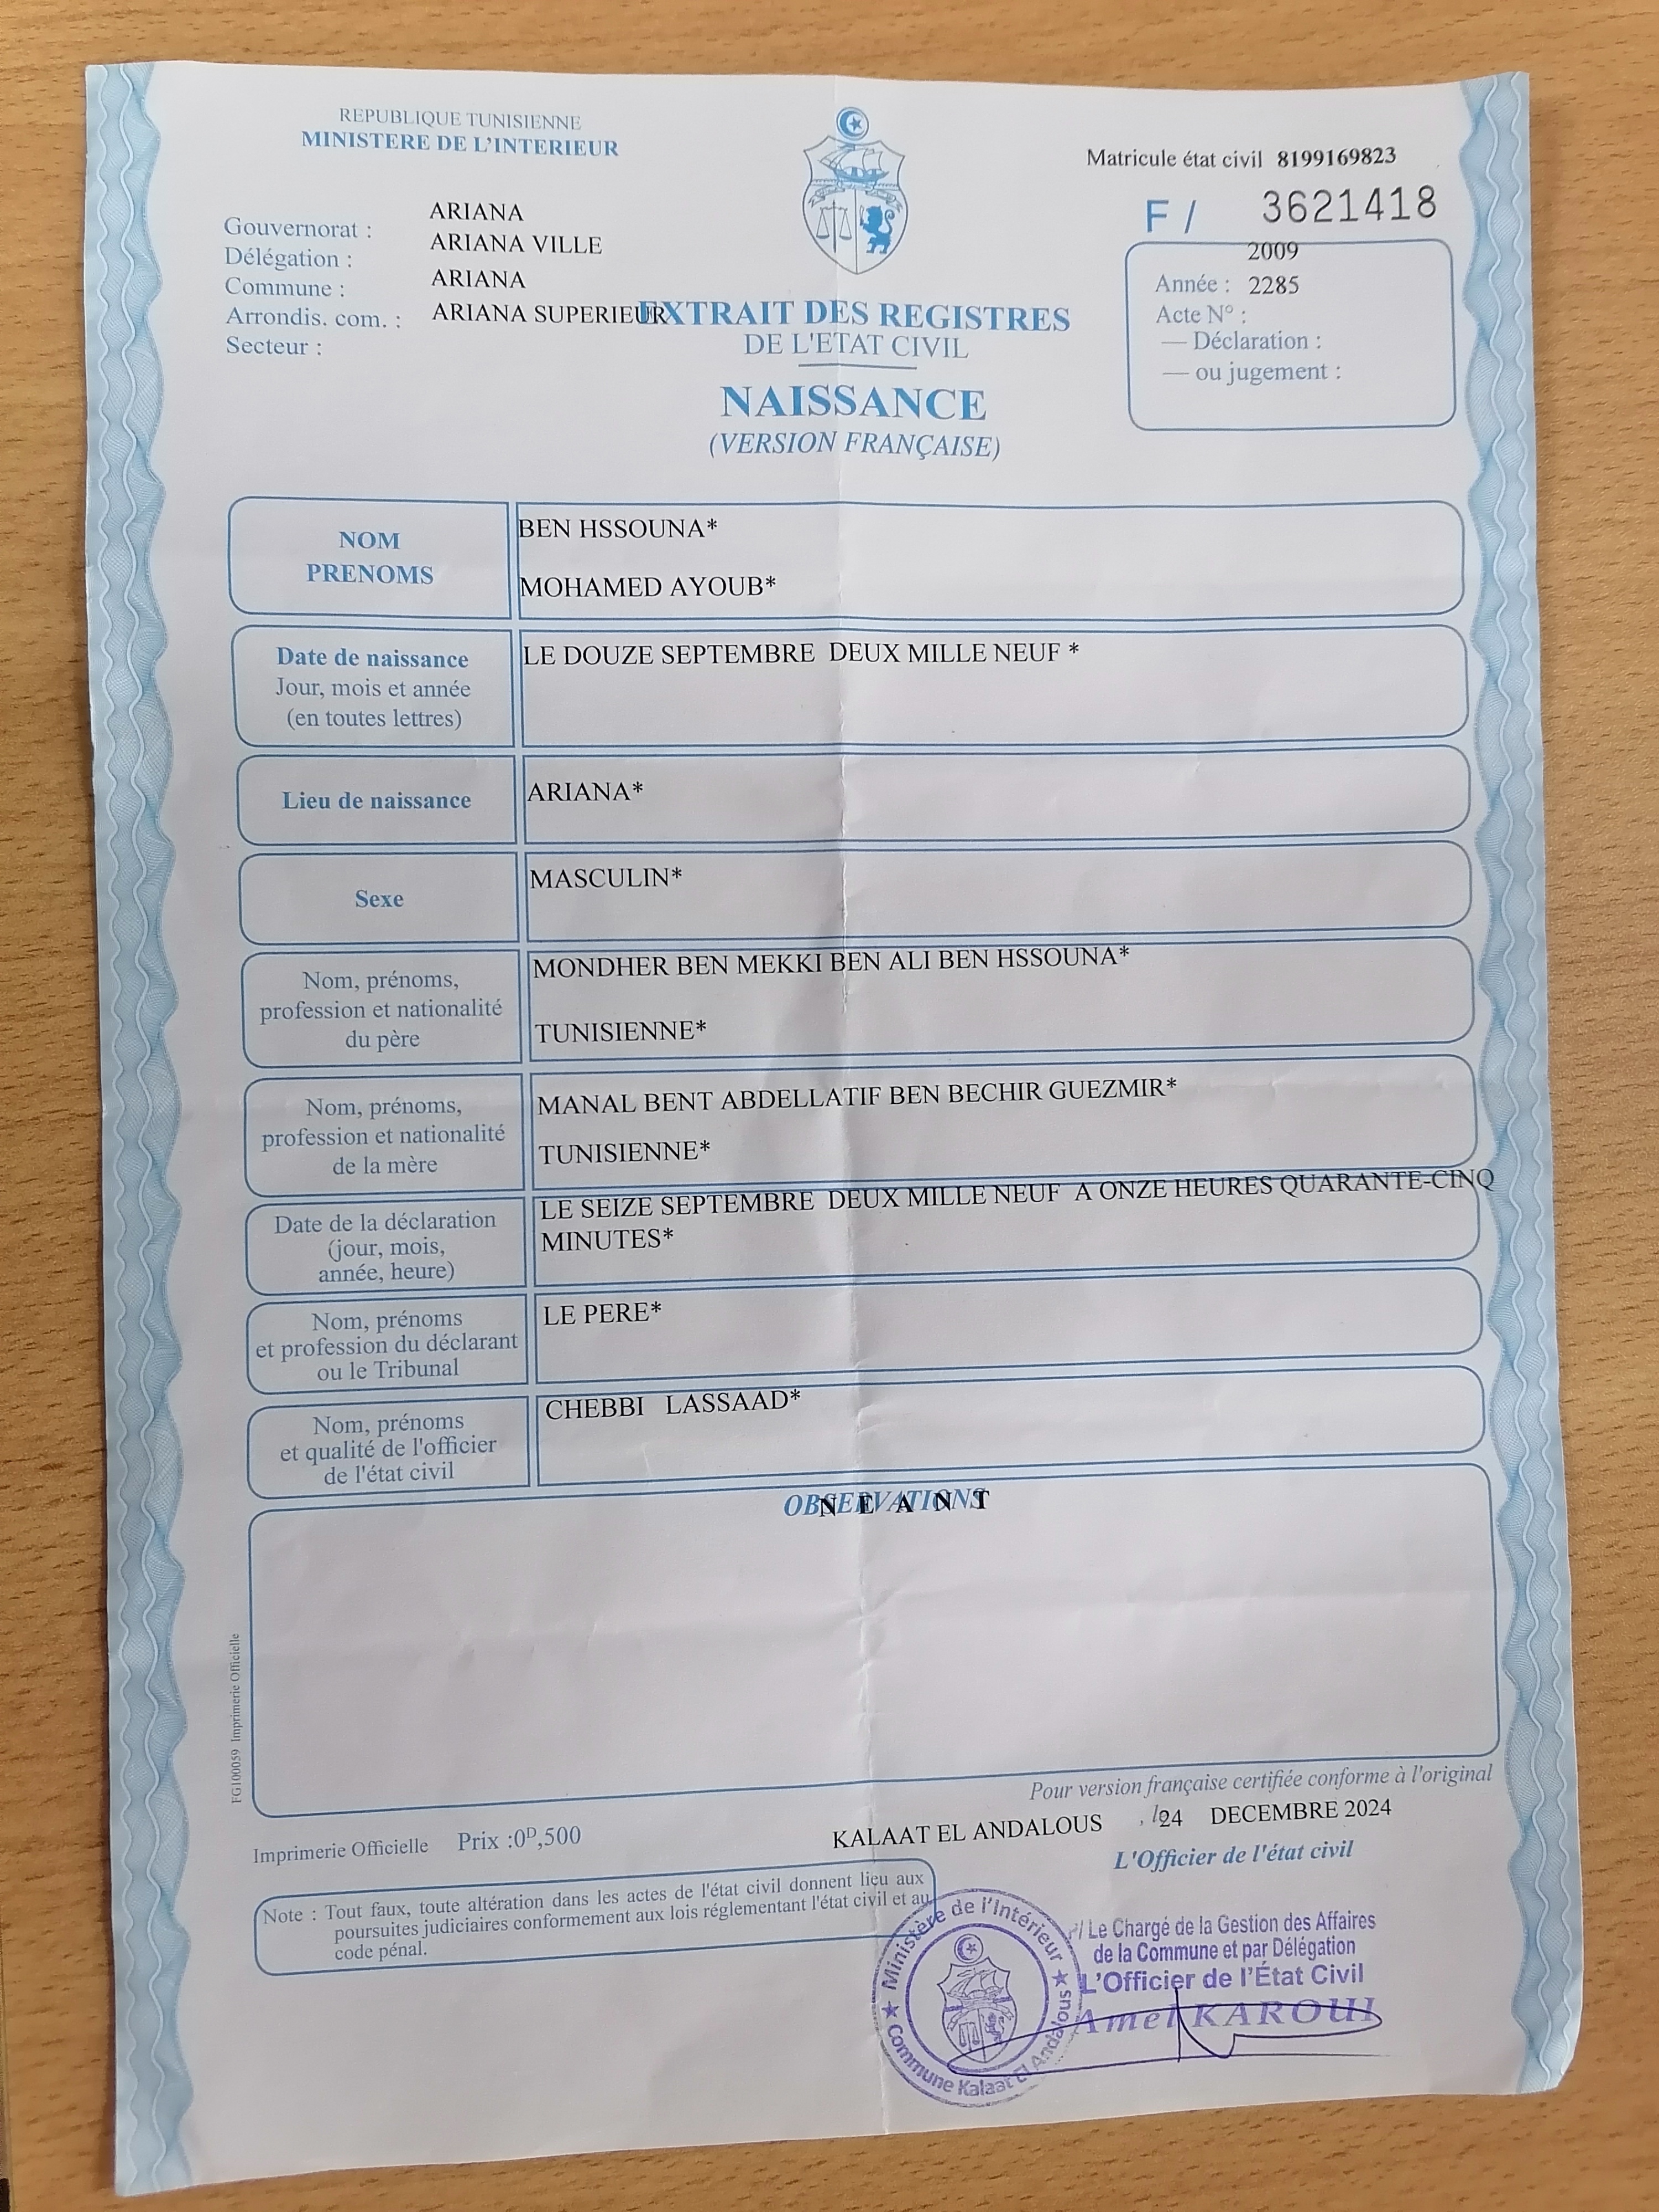 REPUBLIQUE TUNISIENNE
MINISTERE DE L'INTERIEUR
Matricule état civil 8199169823
F / 3621418
Gouvernorat : ARIANA
Délégation : ARIANA VILLE
Commune : ARIANA
Arrondis. com. : ARIANA SUPERIEUR
Secteur :
2009
Année : 2285
Acte N° :
— Déclaration :
— ou jugement :
EXTRAIT DES REGISTRES
DE L'ETAT CIVIL
NAISSANCE
(VERSION FRANÇAISE)
NOM
PRENOMS
BEN HSSOUNA*
MOHAMED AYOUB*
Date de naissance
Jour, mois et année
(en toutes lettres)
LE DOUZE SEPTEMBRE DEUX MILLE NEUF *
Lieu de naissance
ARIANA*
Sexe
MASCULIN*
Nom, prénoms,
profession et nationalité
du père
MONDHER BEN MEKKI BEN ALI BEN HSSOUNA*
TUNISIENNE*
Nom, prénoms,
profession et nationalité
de la mère
MANAL BENT ABDELLATIF BEN BECHIR GUEZMIR*
TUNISIENNE*
Date de la déclaration
(jour, mois,
année, heure)
LE SEIZE SEPTEMBRE DEUX MILLE NEUF A ONZE HEURES QUARANTE-CINQ
MINUTES*
Nom, prénoms
et profession du déclarant
ou le Tribunal
LE PERE*
Nom, prénoms
et qualité de l'officier
de l'état civil
CHEBBI LASSAAD*
OBSERVATIONS
N E A N T
FG100059 Imprimerie Officielle
Pour version française certifiée conforme à l'original
Imprimerie Officielle Prix :0ᴰ,500
KALAAT EL ANDALOUS , le 24 DECEMBRE 2024
L'Officier de l'état civil
Note : Tout faux, toute altération dans les actes de l'état civil donnent lieu aux
poursuites judiciaires conformement aux lois réglementant l'état civil et au
code pénal.
★ Ministère de l'Intérieur ★
Commune Kalaat El Andalous
P/ Le Chargé de la Gestion des Affaires
de la Commune et par Délégation
L'Officier de l'État Civil
Amel KAROUI